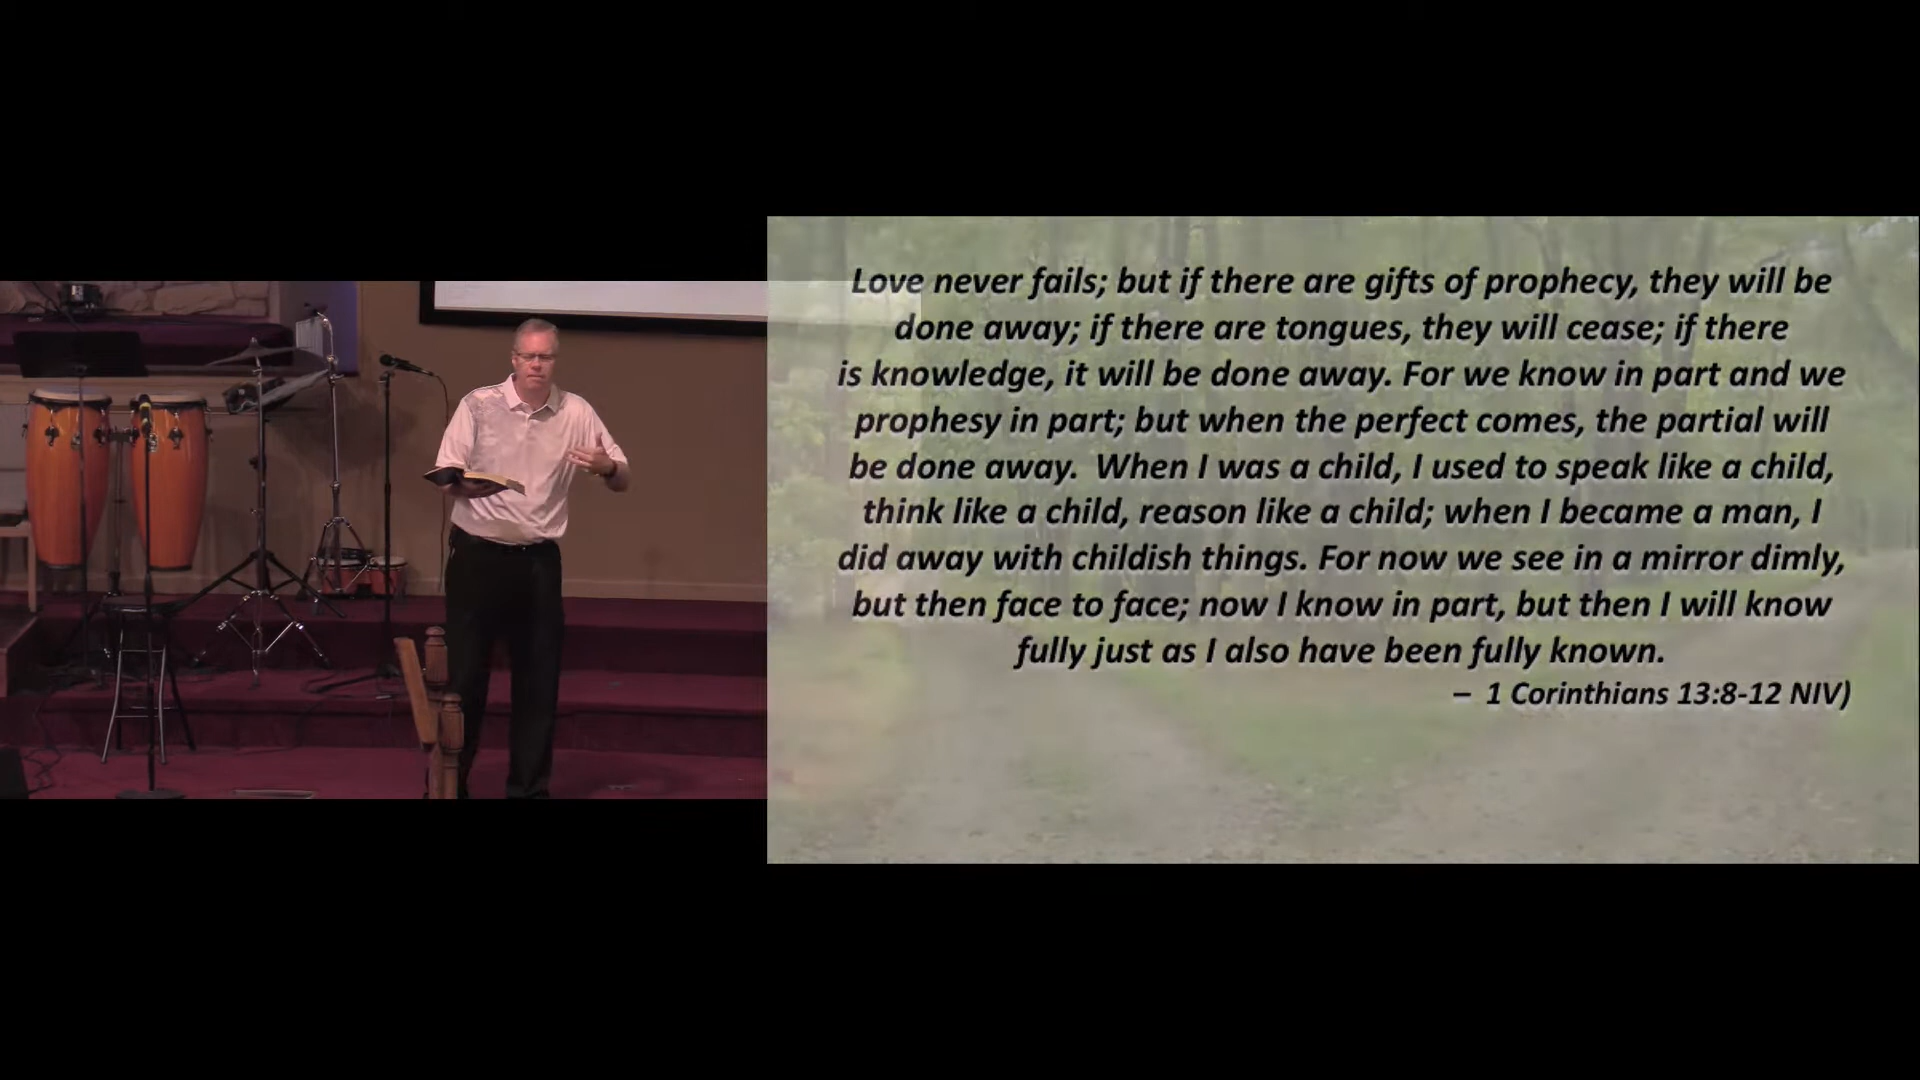 Love never fails; but if there are gifts of prophecy, they will be
done away; if there are tongues, they will cease; if there
is knowledge, it will be done away. For we know in part and we
prophesy in part; but when the perfect comes, the partial will
be done away.  When I was a child, I used to speak like a child,
think like a child, reason like a child; when I became a man, I
did away with childish things. For now we see in a mirror dimly,
but then face to face; now I know in part, but then I will know
fully just as I also have been fully known.
– 1 Corinthians 13:8-12 NIV)